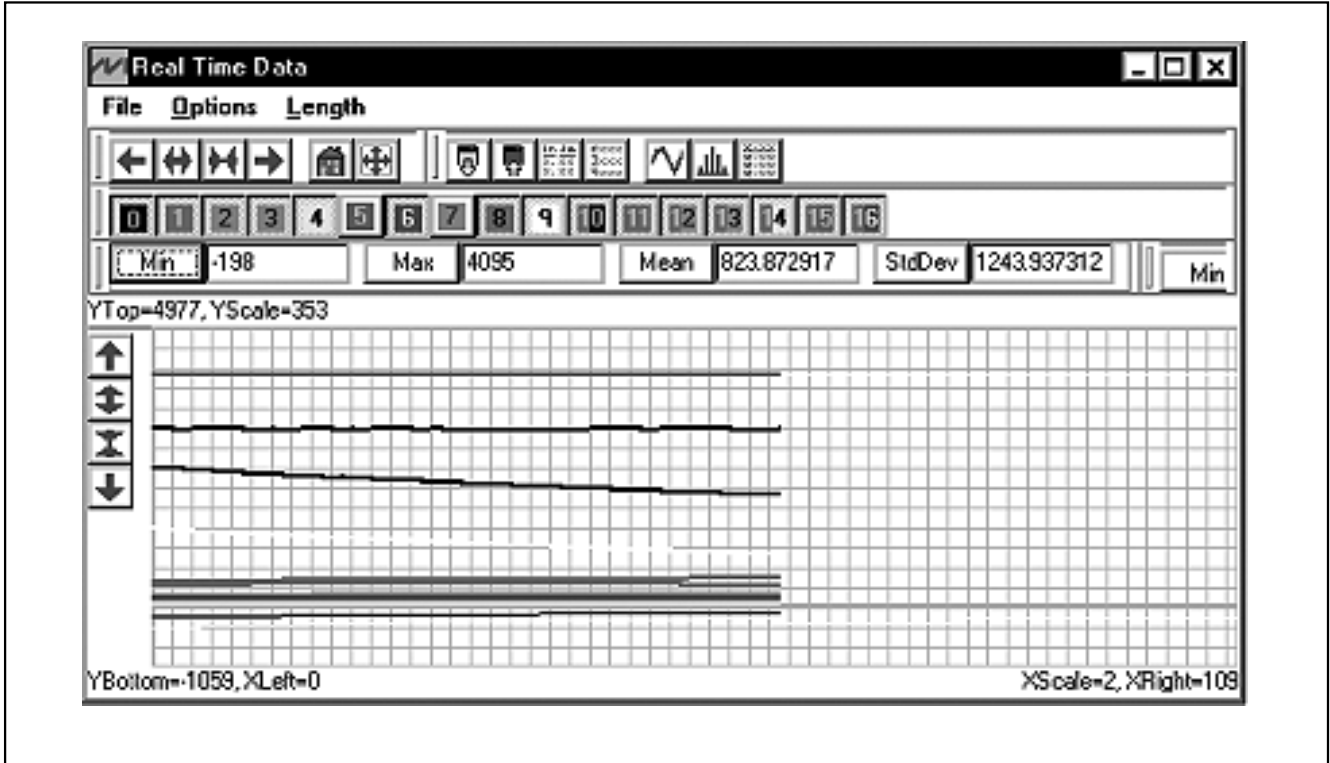 Real Time Data
File Options Length
0 1 2 3 4 5 6 7 8 9 10 11 12 13 14 15 16
Min -198 Max 4095 Mean 823.872917 StdDev 1243.937312 Min
YTop=4977, YScale=353
YBottom=-1059, XLeft=0 XScale=2, XRight=109